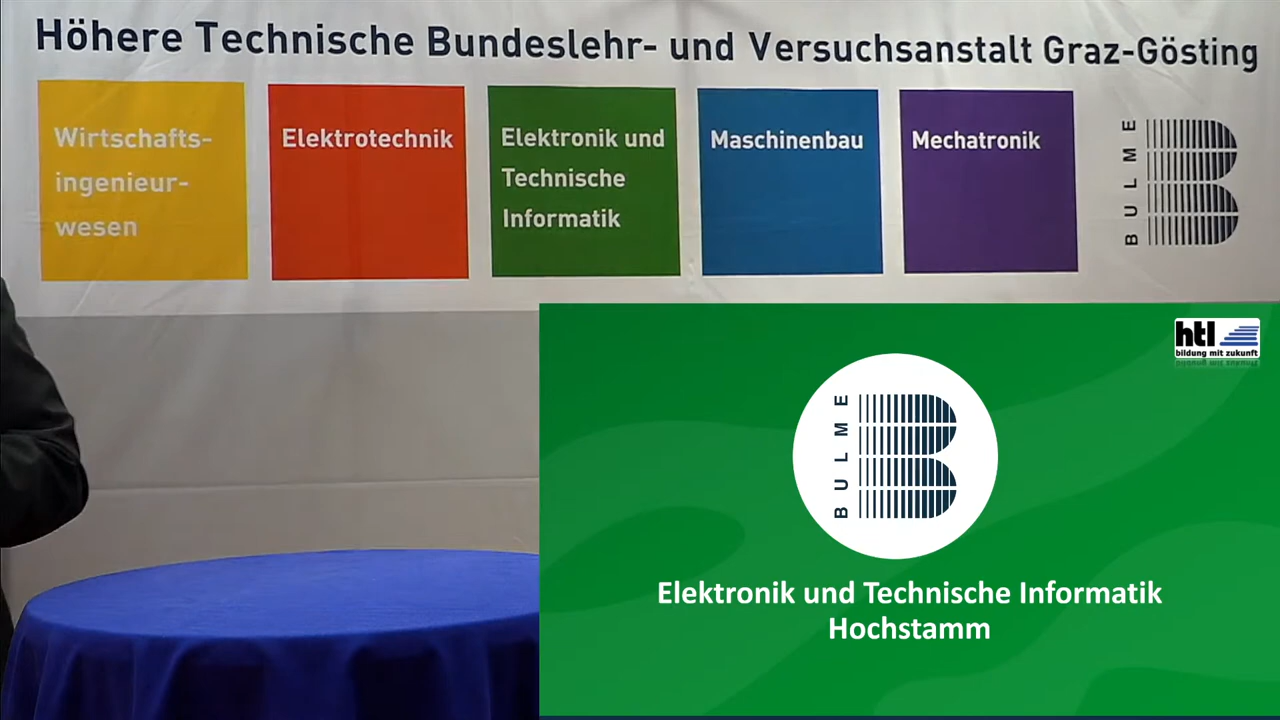 Höhere Technische Bundeslehr- und Versuchsanstalt Graz-Gösting
Wirtschafts-
ingenieur-
wesen
Elektrotechnik
Elektronik und
Technische
Informatik
Maschinenbau
Mechatronik
BULME
htl
bildung mit zukunft
BULME
Elektronik und Technische Informatik
Hochstamm